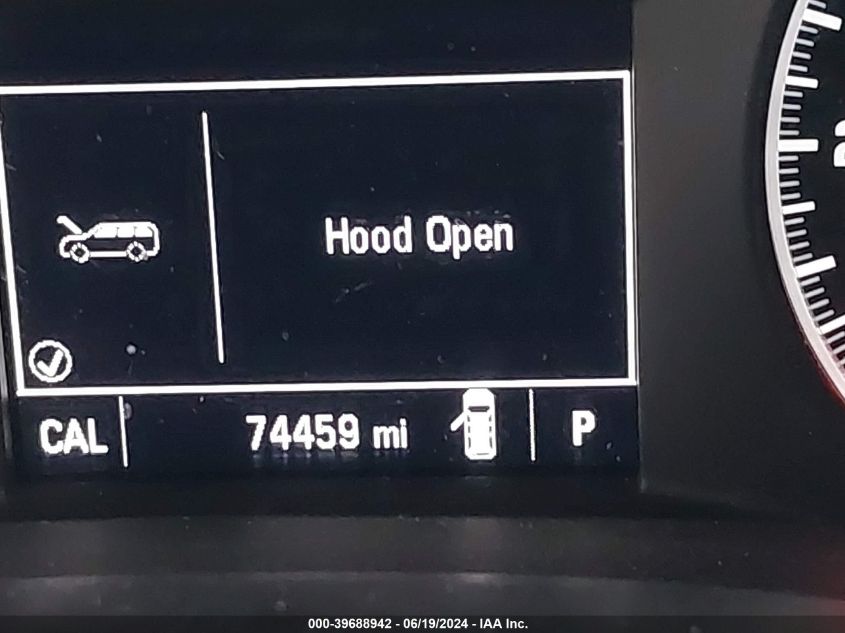 Hood Open
CAL 74459 mi P
000-39688942 - 06/19/2024 - IAA Inc.